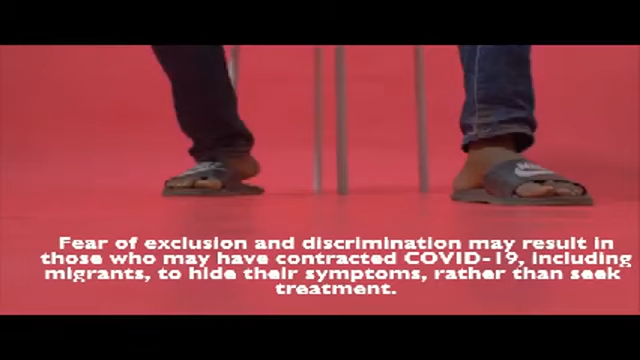 Fear of exclusion and discrimination may result in
those who may have contracted COVID-19, including
migrants, to hide their symptoms, rather than seek
treatment.